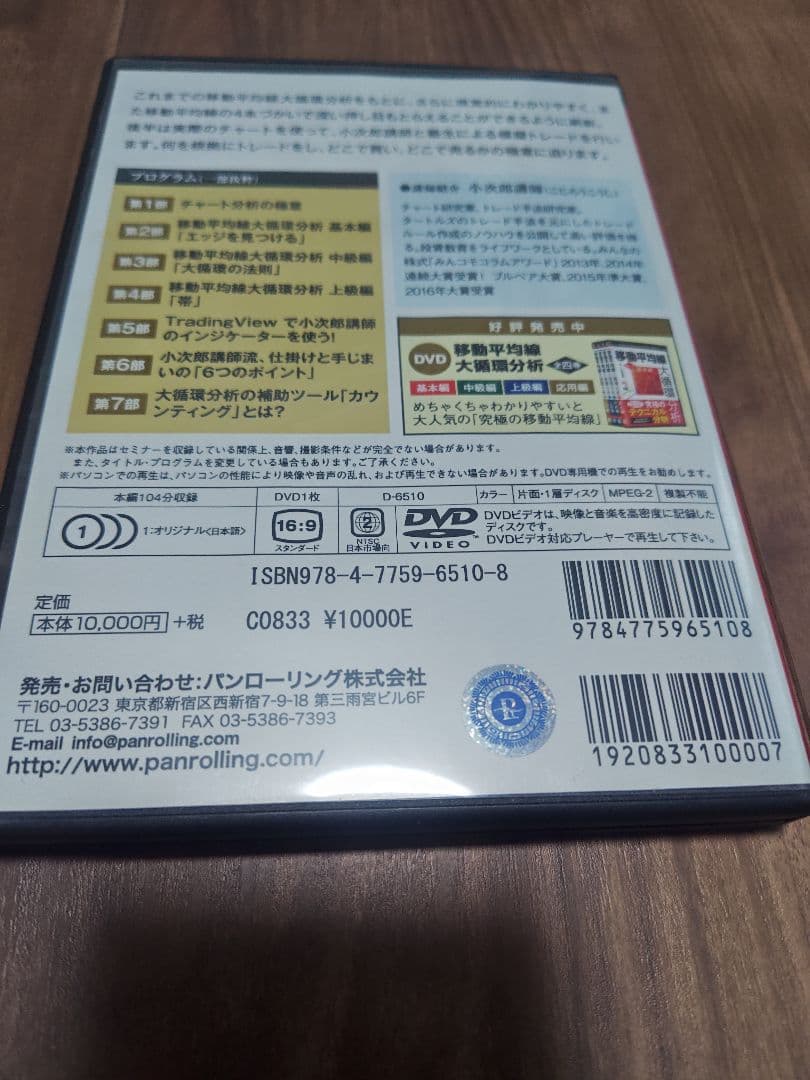 これまでの移動平均線大循環分析をもとに、さらに視覚的にわかりやすく、ま
た移動平均線の4本づかいで深い押し目もとらえることができるように
後半は実際のチャートを使って、小次郎講師と塾生による模擬トレードを行い
ます。何を根拠にトレードをし、どこで買い、どこで売るかの極意に迫ります。
プログラム(一部抜粋)
第1部 チャート分析の極意
第2部 移動平均線大循環分析 基本編
「エッジを見つける」
第3部 移動平均線大循環分析 中級編
「大循環の法則」
第4部 移動平均線大循環分析 上級編
「帯」
第5部 TradingView で小次郎講師
のインジケーターを使う!
第6部 小次郎講師流、仕掛けと手じま
いの「6つのポイント」
第7部 大循環分析の補助ツール「カウ
ンティング」とは?
●講師紹介 小次郎講師(こじろうこうし)
チャート研究家、トレード手法研究家。
タートルズのトレード手法を元にしたトレード
ルール作成のノウハウを公開して高い評価を得
る。投資教育をライフワークとしている。みんなの
株式「みんコモコラムアワード」2013年、2014年
連続大賞受賞! ブルベア大賞、2015年準大賞、
2016年大賞受賞
好評発売中
DVD 移動平均線
大循環分析 全四巻
基本編 中級編 上級編 応用編
めちゃくちゃわかりやすいと
大人気の「究極の移動平均線」
移動平均線
大循環分析
究極の
テクニカル分析
※本作品はセミナーを収録している関係上、音響、撮影条件などが完全でない場合があります。
また、タイトル・プログラムを変更している場合もあります。ご了承ください。
※パソコンでの再生は、パソコンの性能により映像や音声の乱れ、および再生できない場合があります。DVD専用機での再生をお勧めします。
本編104分収録 DVD1枚 D-6510 カラー 片面・1層ディスク MPEG-2 複製不能
1 1:オリジナル<日本語> 16:9 スタンダード 2 NTSC 日本市場向 DVD VIDEO
DVDビデオは、映像と音楽を高密度に記録した
ディスクです。
DVDビデオ対応プレーヤーで再生して下さい。
ISBN978-4-7759-6510-8
定価
本体10,000円 +税
C0833 ¥10000E
9784775965108
発売・お問い合わせ:パンローリング株式会社
〒160-0023 東京都新宿区西新宿7-9-18 第三雨宮ビル6F
TEL 03-5386-7391 FAX 03-5386-7393
E-mail info@panrolling.com
http://www.panrolling.com/
1920833100007